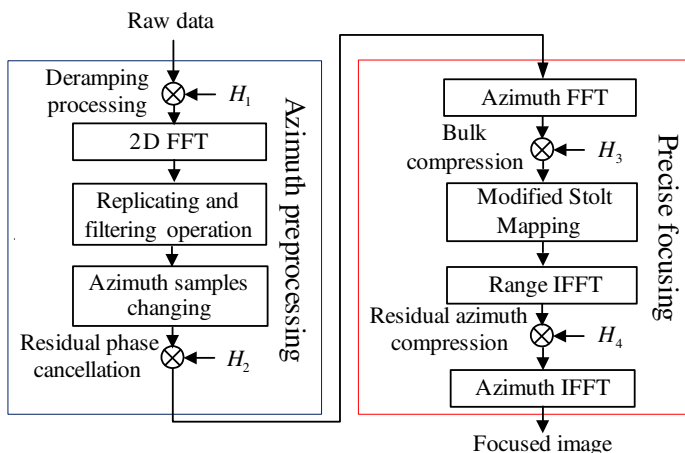 Raw data
Deramping
processing
H1
2D FFT
Replicating and
filtering operation
Azimuth samples
changing
Residual phase
cancellation
H2
Azimuth preprocessing
Azimuth FFT
Bulk
compression
H3
Modified Stolt
Mapping
Range IFFT
Residual azimuth
compression
H4
Azimuth IFFT
Precise focusing
Focused image